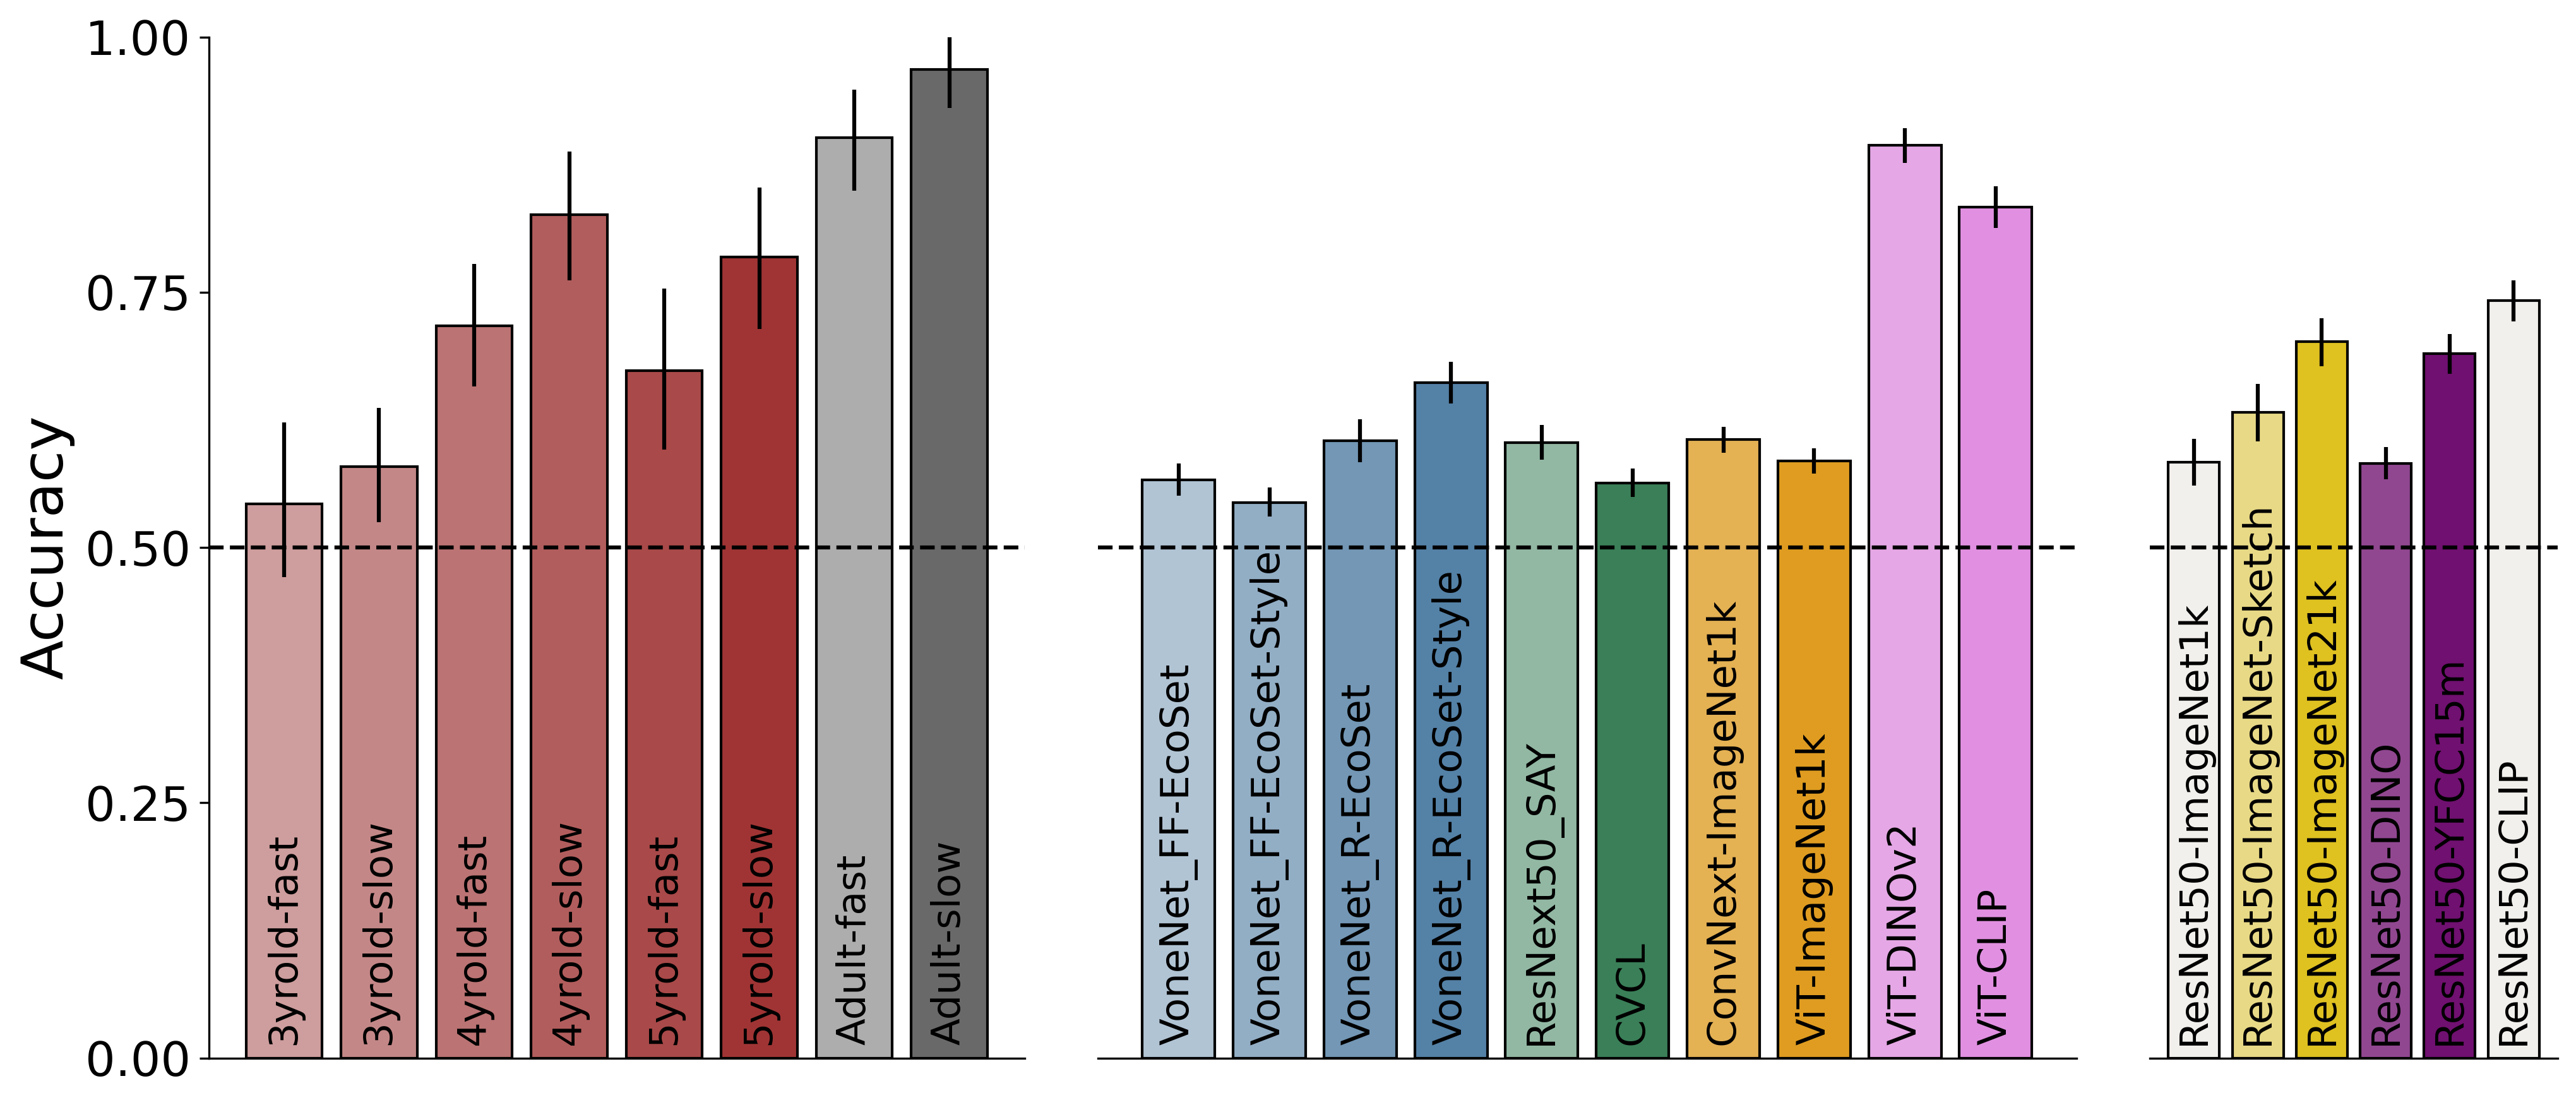 Accuracy
1.00
0.75
0.50
0.25
0.00
3yrold-fast
3yrold-slow
4yrold-fast
4yrold-slow
5yrold-fast
5yrold-slow
Adult-fast
Adult-slow
VoneNet_FF-EcoSet
VoneNet_FF-EcoSet-Style
VoneNet_R-EcoSet
VoneNet_R-EcoSet-Style
ResNext50_SAY
CVCL
ConvNext-ImageNet1k
ViT-ImageNet1k
ViT-DINOv2
ViT-CLIP
ResNet50-ImageNet1k
ResNet50-ImageNet-Sketch
ResNet50-ImageNet21k
ResNet50-DINO
ResNet50-YFCC15m
ResNet50-CLIP